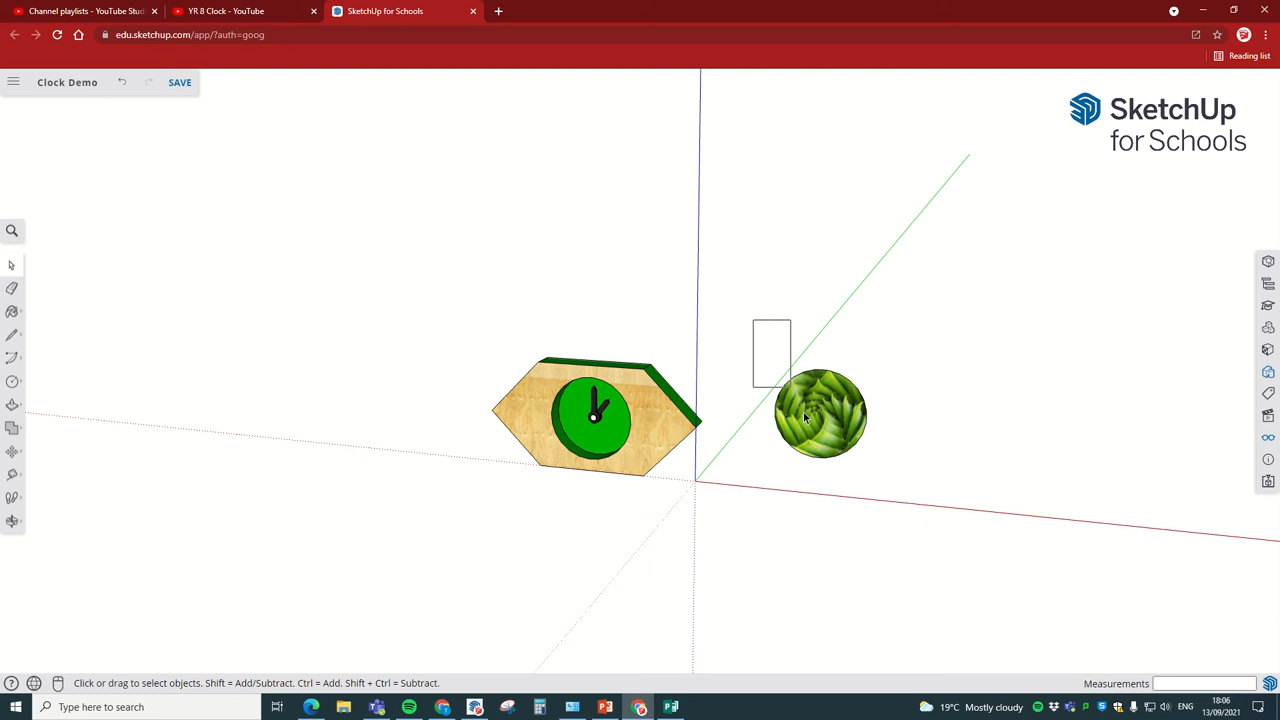 Channel playlists - YouTube Stud
YR 8 Clock - YouTube
SketchUp for Schools
edu.sketchup.com/app/?auth=goog
Reading list
Clock Demo
SAVE
SketchUp
for Schools
Click or drag to select objects. Shift = Add/Subtract. Ctrl = Add. Shift + Ctrl = Subtract.
Measurements
Type here to search
19°C Mostly cloudy
ENG
18:06
13/09/2021